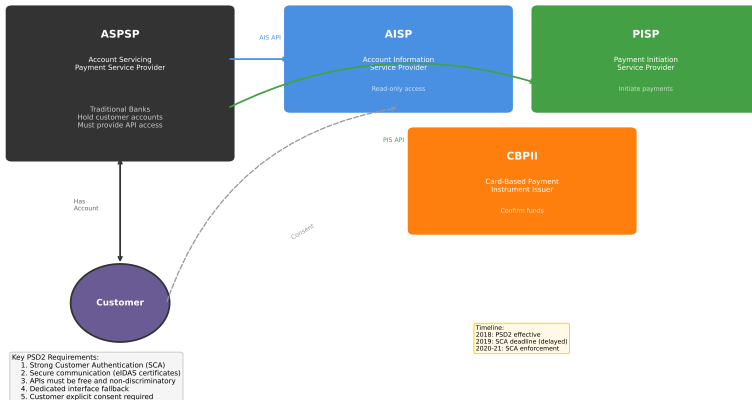 ASPSP
Account Servicing
Payment Service Provider
Traditional Banks
Hold customer accounts
Must provide API access
AIS API
AISP
Account Information
Service Provider
Read-only access
PISP
Payment Initiation
Service Provider
Initiate payments
PIS API
CBPII
Card-Based Payment
Instrument Issuer
Confirm funds
Has
Account
Consent
Customer
Timeline:
2018: PSD2 effective
2019: SCA deadline (delayed)
2020-21: SCA enforcement
Key PSD2 Requirements:
1. Strong Customer Authentication (SCA)
2. Secure communication (eIDAS certificates)
3. APIs must be free and non-discriminatory
4. Dedicated interface fallback
5. Customer explicit consent required